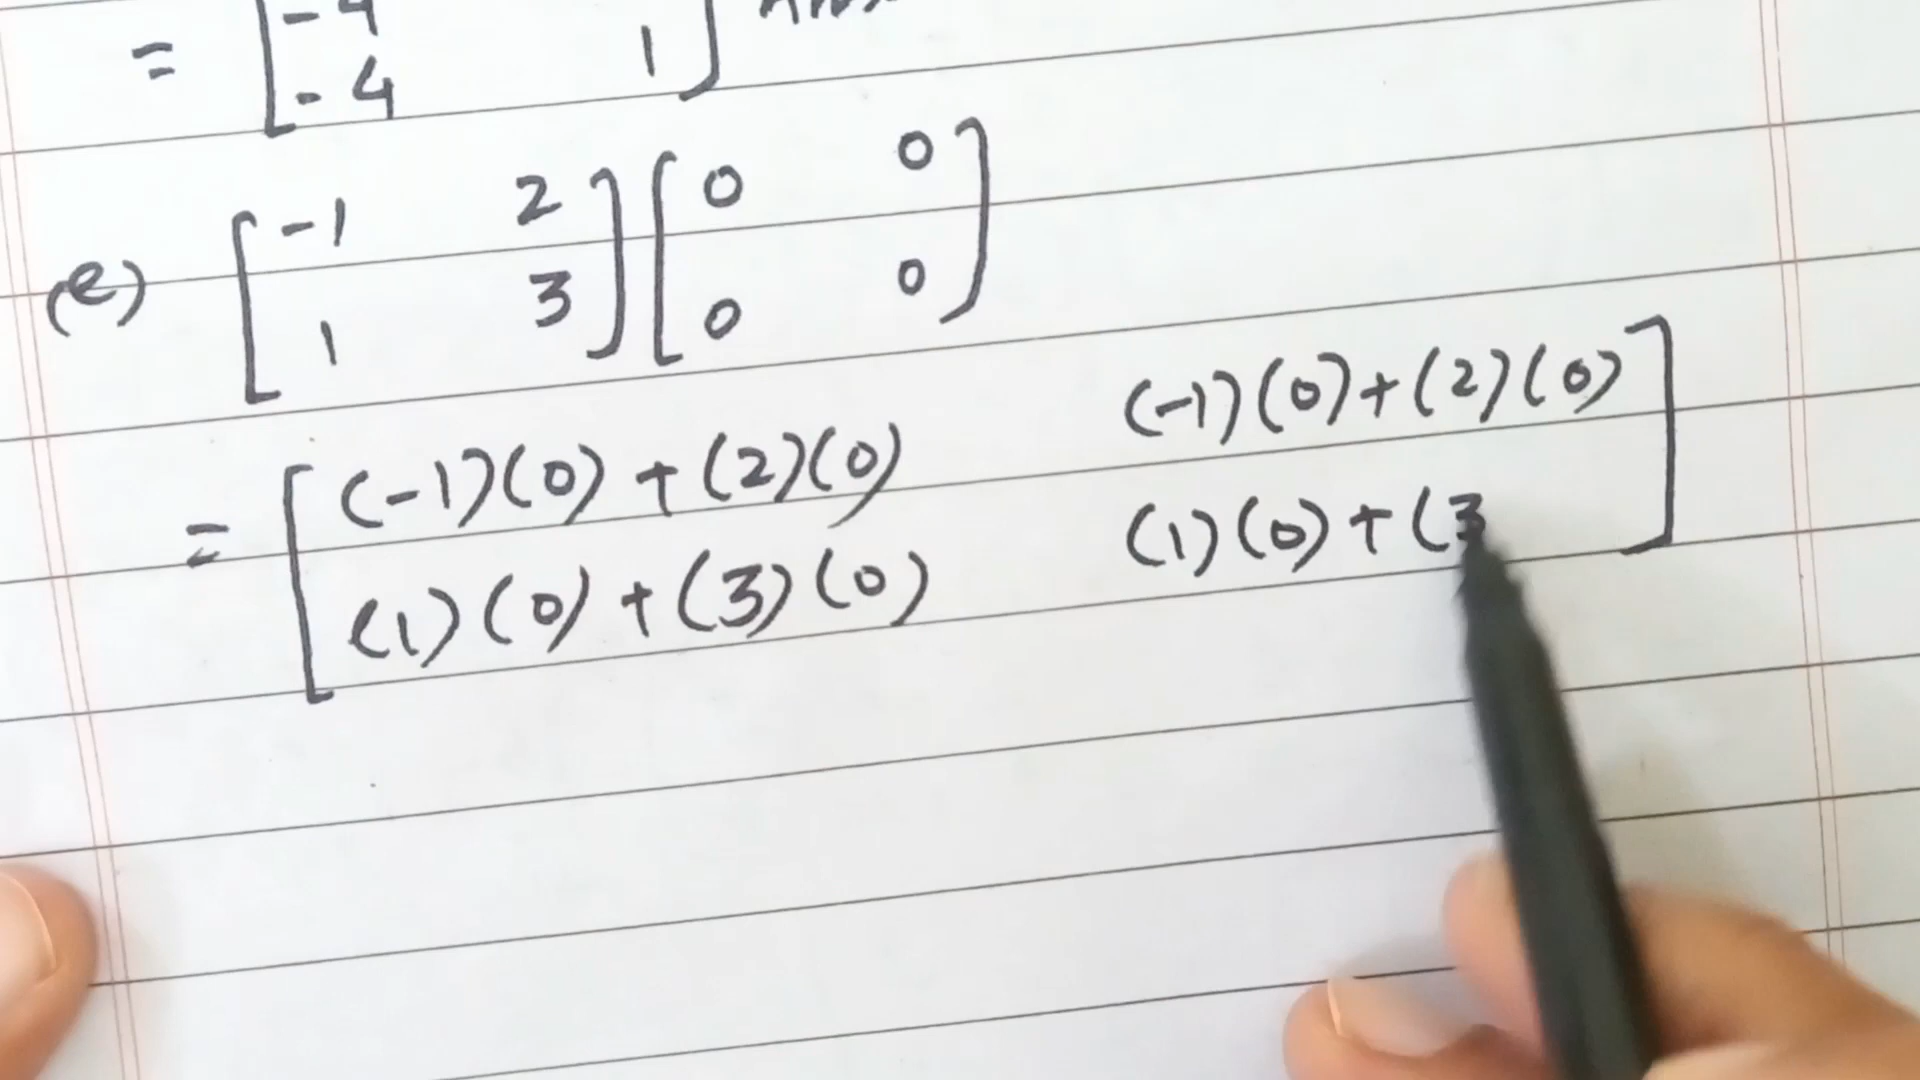 -4
= -4 1
(e) [-1 2] [0 0]
[1 3] [0 0]
= [(-1)(0) + (2)(0) (-1)(0) + (2)(0)]
[(1)(0) + (3)(0) (1)(0) + (3]